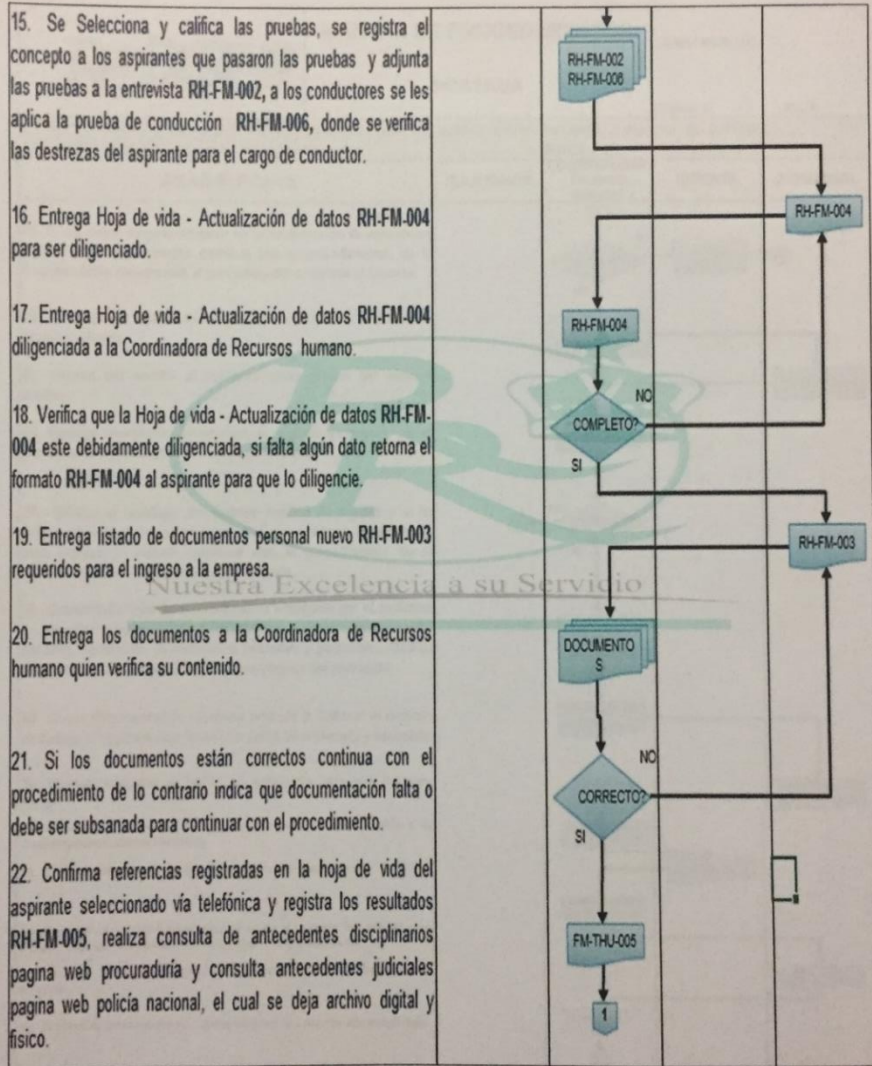 15. Se Selecciona y califica las pruebas, se registra el
concepto a los aspirantes que pasaron las pruebas y adjunta
las pruebas a la entrevista RH-FM-002, a los conductores se les
aplica la prueba de conducción RH-FM-006, donde se verifica
las destrezas del aspirante para el cargo de conductor.
16. Entrega Hoja de vida - Actualización de datos RH-FM-004
para ser diligenciado.
17. Entrega Hoja de vida - Actualización de datos RH-FM-004
diligenciada a la Coordinadora de Recursos humano.
18. Verifica que la Hoja de vida - Actualización de datos RH-FM-
004 este debidamente diligenciada, si falta algún dato retorna el
formato RH-FM-004 al aspirante para que lo diligencie.
19. Entrega listado de documentos personal nuevo RH-FM-003
requeridos para el ingreso a la empresa.
20. Entrega los documentos a la Coordinadora de Recursos
humano quien verifica su contenido.
21. Si los documentos están correctos continua con el
procedimiento de lo contrario indica que documentación falta o
debe ser subsanada para continuar con el procedimiento.
22. Confirma referencias registradas en la hoja de vida del
aspirante seleccionado vía telefónica y registra los resultados
RH-FM-005, realiza consulta de antecedentes disciplinarios
pagina web procuraduría y consulta antecedentes judiciales
pagina web policía nacional, el cual se deja archivo digital y
fisico.
RH-FM-002
RH-FM-006
RH-FM-004
RH-FM-004
NO
COMPLETO?
SI
RH-FM-003
DOCUMENTO
S
NO
CORRECTO?
SI
FM-THU-005
1
Nuestra Excelencia a su Servicio